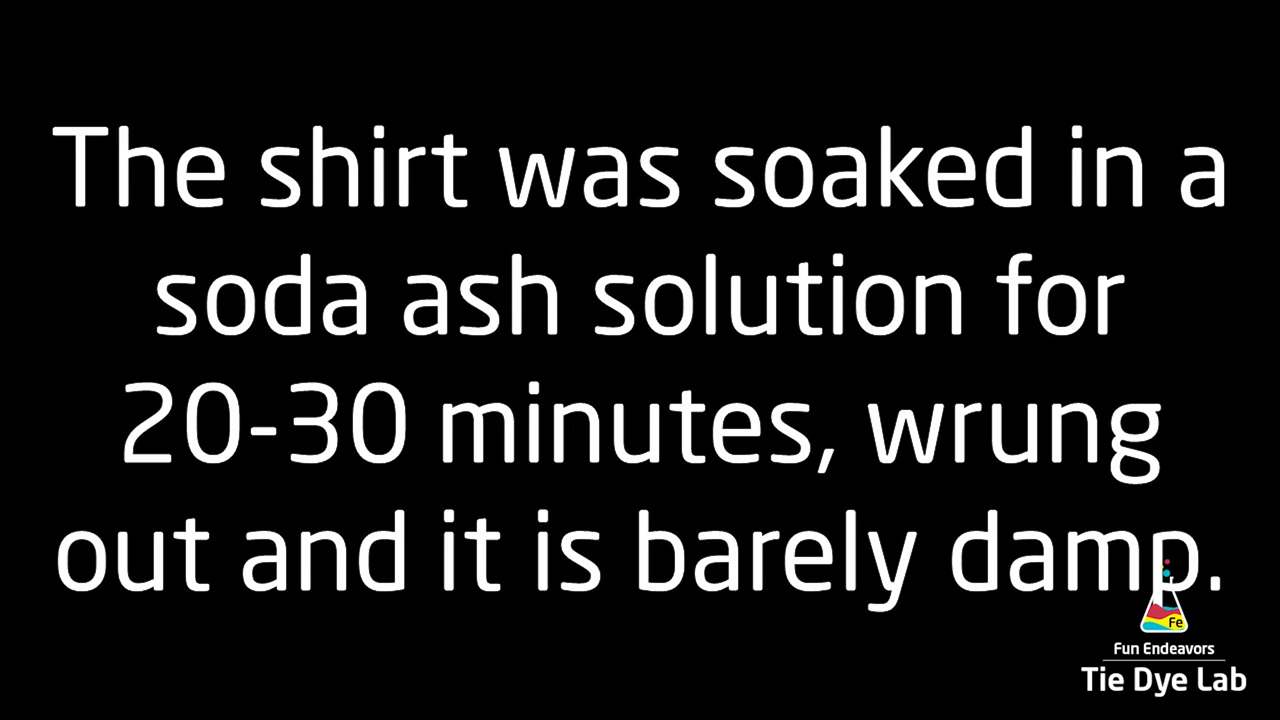 The shirt was soaked in a
soda ash solution for
20-30 minutes, wrung
out and it is barely damp.
Fe
Fun Endeavors
Tie Dye Lab